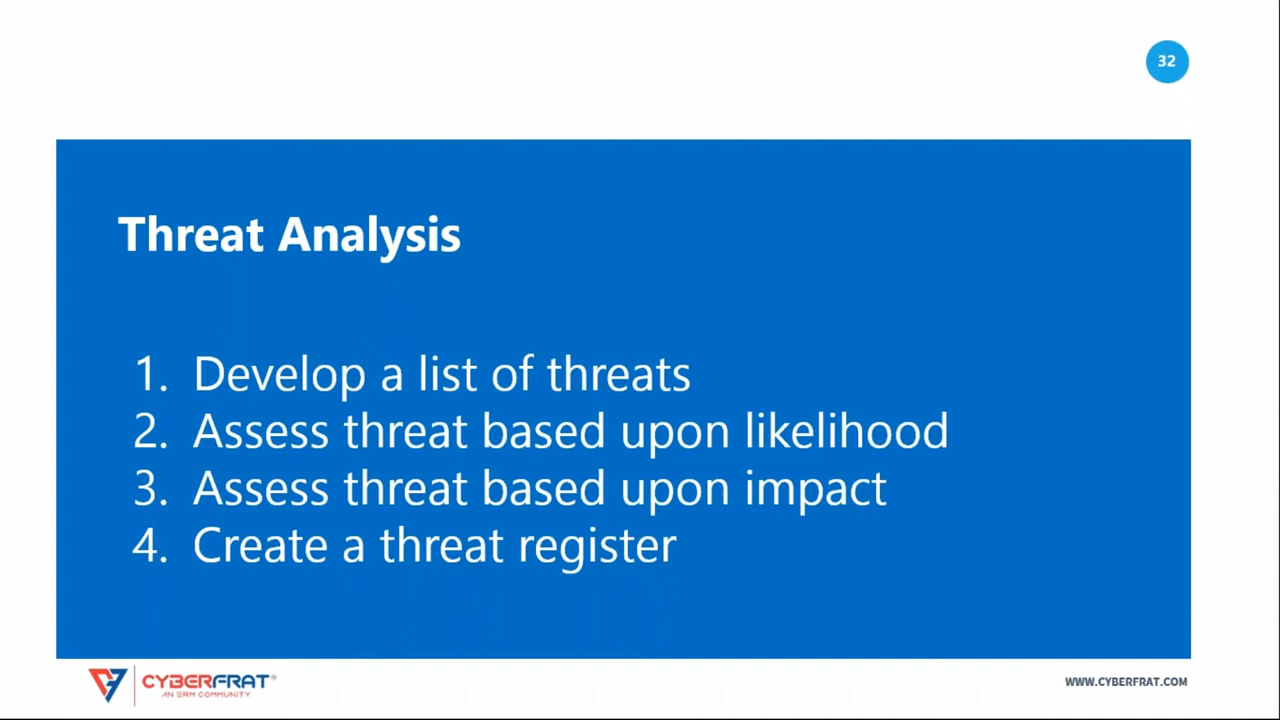 32
Threat Analysis
1. Develop a list of threats
2. Assess threat based upon likelihood
3. Assess threat based upon impact
4. Create a threat register
CYBERFRAT®
AN ERM COMMUNITY
WWW.CYBERFRAT.COM